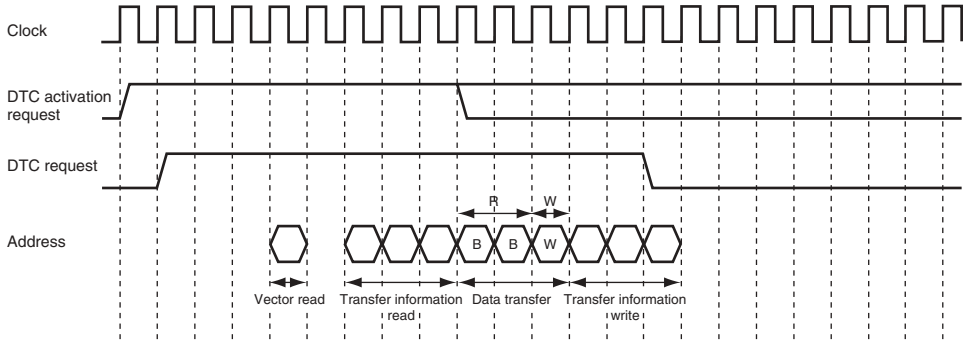 Clock
DTC activation
request
DTC request
R W
Address
B B W
Vector read Transfer information Data transfer Transfer information
read write